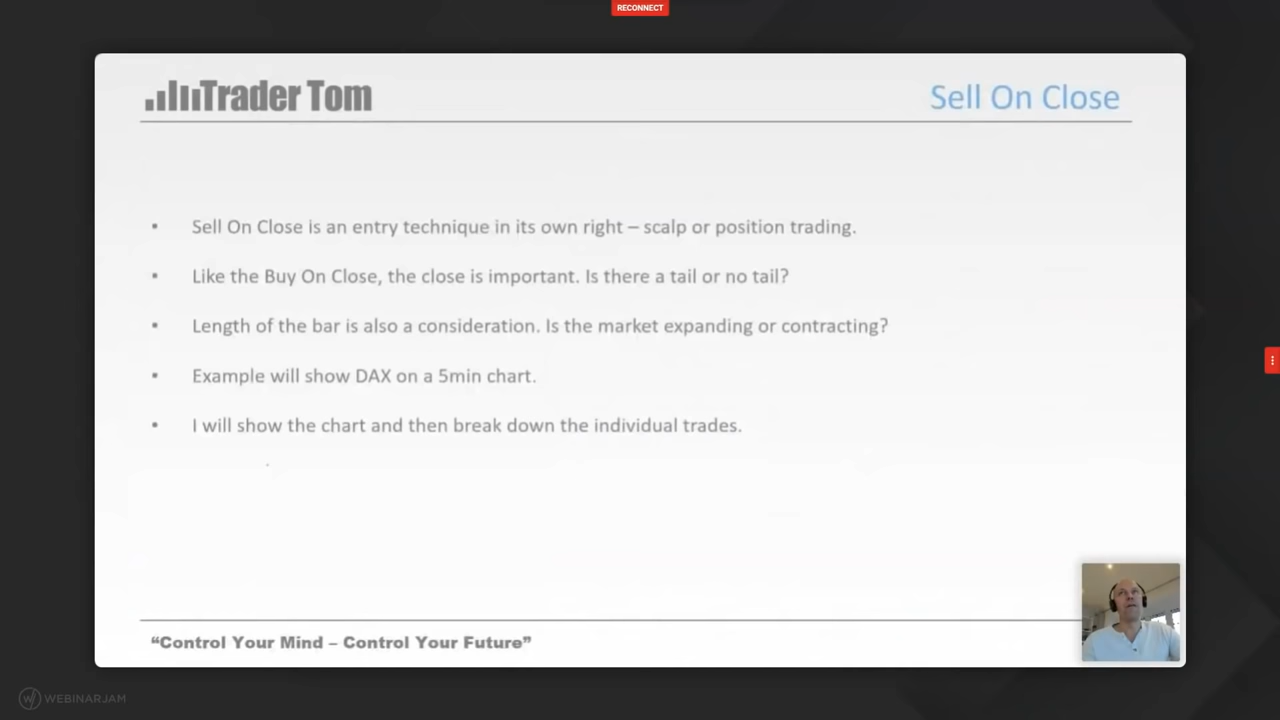 RECONNECT
Trader Tom
Sell On Close
• Sell On Close is an entry technique in its own right – scalp or position trading.
• Like the Buy On Close, the close is important. Is there a tail or no tail?
• Length of the bar is also a consideration. Is the market expanding or contracting?
• Example will show DAX on a 5min chart.
• I will show the chart and then break down the individual trades.
“Control Your Mind – Control Your Future”
WEBINARJAM